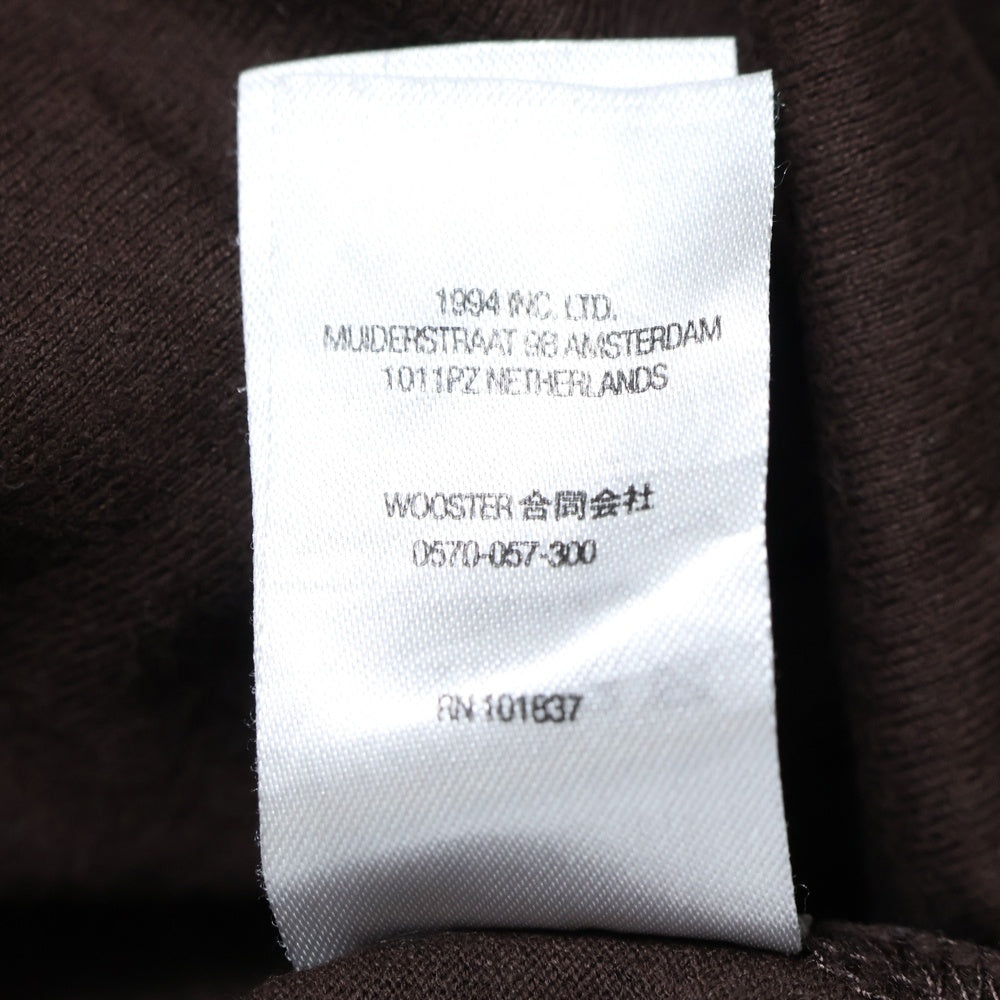 1994 INC. LTD.
MUIDERSTRAAT 98 AMSTERDAM
1011PZ NETHERLANDS
WOOSTER 合同会社
0570-057-300
RN 101837